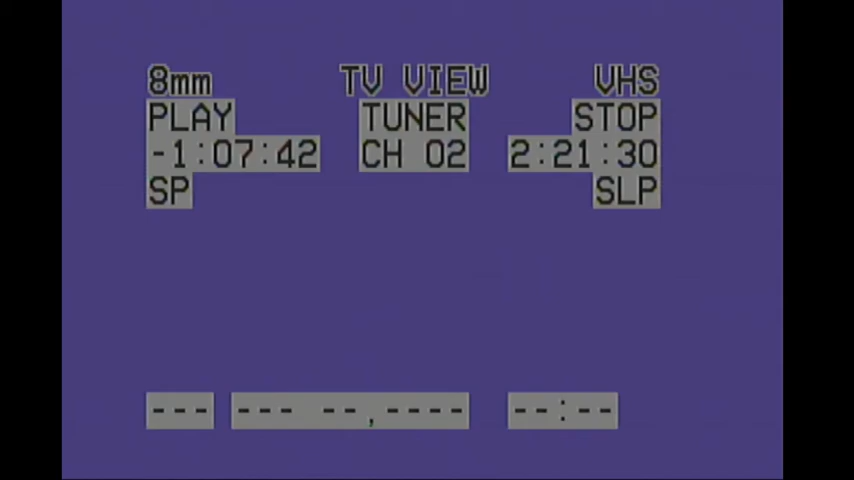 8mm TV VIEW VHS
PLAY TUNER STOP
-1:07:42 CH 02 2:21:30
SP SLP
--- --- --,---- --:--